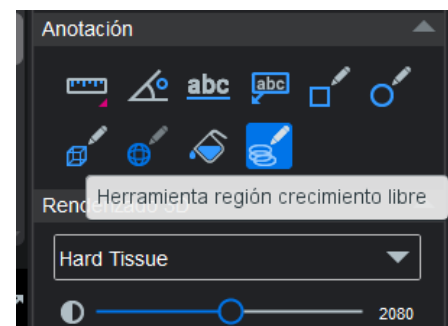 Anotación
abc
abc
Herramienta región crecimiento libre
Hard Tissue
2080